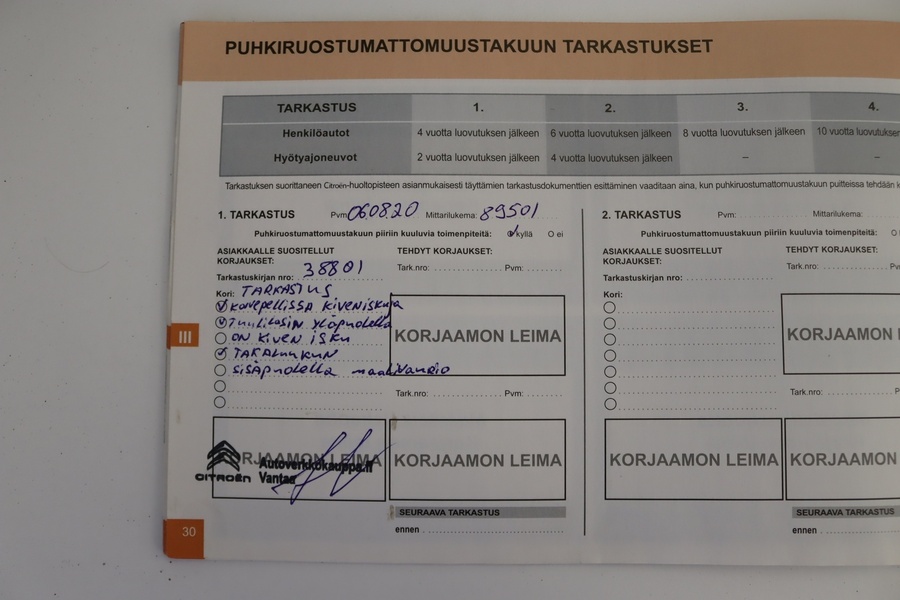 PUHKIRUOSTUMATTOMUUSTAKUUN TARKASTUKSET
TARKASTUS 1. 2. 3. 4.
Henkilöautot 4 vuotta luovutuksen jälkeen 6 vuotta luovutuksen jälkeen 8 vuotta luovutuksen jälkeen 10 vuotta luovutuksen
Hyötyajoneuvot 2 vuotta luovutuksen jälkeen 4 vuotta luovutuksen jälkeen – –
Tarkastuksen suorittaneen Citroën-huoltopisteen asianmukaisesti täyttämien tarkastusdokumenttien esittäminen vaaditaan aina, kun puhkiruostumattomuustakuun puitteissa tehdään k
1. TARKASTUS Pvm: 060820 Mittarilukema: 89501
Puhkiruostumattomuustakuun piiriin kuuluvia toimenpiteitä: kyllä ei
ASIAKKAALLE SUOSITELLUT KORJAUKSET:
Tarkastuskirjan nro: 38801
Kori: TARKASTUS
Konepellissä kiveniskuja
Tuulilasin yläpuolella
ON KIVEN ISKU
TAKALUUKUN
SISÄPUOLELLA maalivaurio
TEHDYT KORJAUKSET:
Tark.nro: Pvm:
KORJAAMON LEIMA
Tark.nro: Pvm:
KORJAAMON LEIMA
CITROËN Autoverkkokauppa.fi
Vantaa
KORJAAMON LEIMA
SEURAAVA TARKASTUS
ennen
2. TARKASTUS Pvm: Mittarilukema:
Puhkiruostumattomuustakuun piiriin kuuluvia toimenpiteitä:
ASIAKKAALLE SUOSITELLUT KORJAUKSET:
Tarkastuskirjan nro:
Kori:
TEHDYT KORJAUKSET:
Tark.nro: Pv
KORJAAMON
Tark.nro: P
KORJAAMON LEIMA
KORJAAMON
SEURAAVA TARKASTUS
ennen
III
30